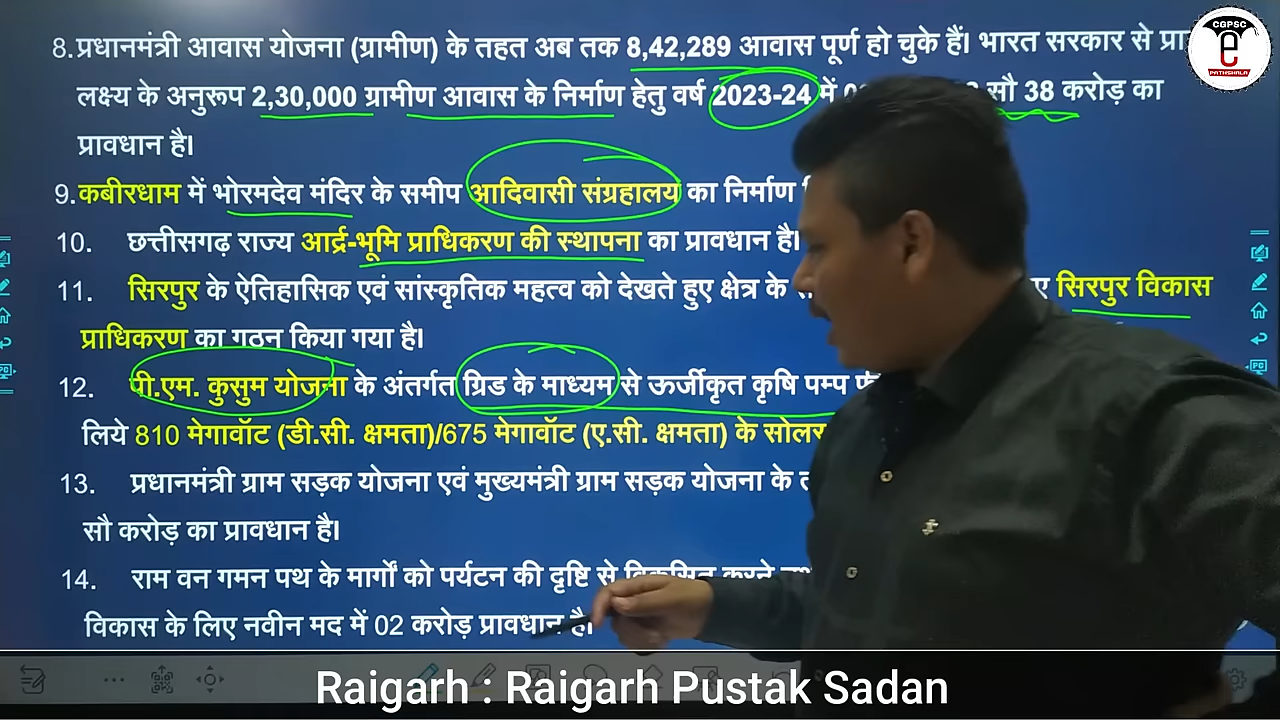 CGPSC
e
PATHSHALA
8. प्रधानमंत्री आवास योजना (ग्रामीण) के तहत अब तक 8,42,289 आवास पूर्ण हो चुके हैं। भारत सरकार से
लक्ष्य के अनुरूप 2,30,000 ग्रामीण आवास के निर्माण हेतु वर्ष 2023-24 में सौ 38 करोड़ का
प्रावधान है।
9. कबीरधाम में भोरमदेव मंदिर के समीप आदिवासी संग्रहालय का निर्माण
10. छत्तीसगढ़ राज्य आर्द्र-भूमि प्राधिकरण की स्थापना का प्रावधान है।
11. सिरपुर के ऐतिहासिक एवं सांस्कृतिक महत्व को देखते हुए क्षेत्र के सिरपुर विकास
प्राधिकरण का गठन किया गया है।
12. पी.एम. कुसुम योजना के अंतर्गत ग्रिड के माध्यम से ऊर्जीकृत कृषि पम्प
लिये 810 मेगावॉट (डी.सी. क्षमता)/675 मेगावॉट (ए.सी. क्षमता) के सोलर
13. प्रधानमंत्री ग्राम सड़क योजना एवं मुख्यमंत्री ग्राम सड़क योजना के
सौ करोड़ का प्रावधान है।
14. राम वन गमन पथ के मार्गों को पर्यटन की दृष्टि से विकसित करने
विकास के लिए नवीन मद में 02 करोड़ प्रावधान है।
Raigarh : Raigarh Pustak Sadan